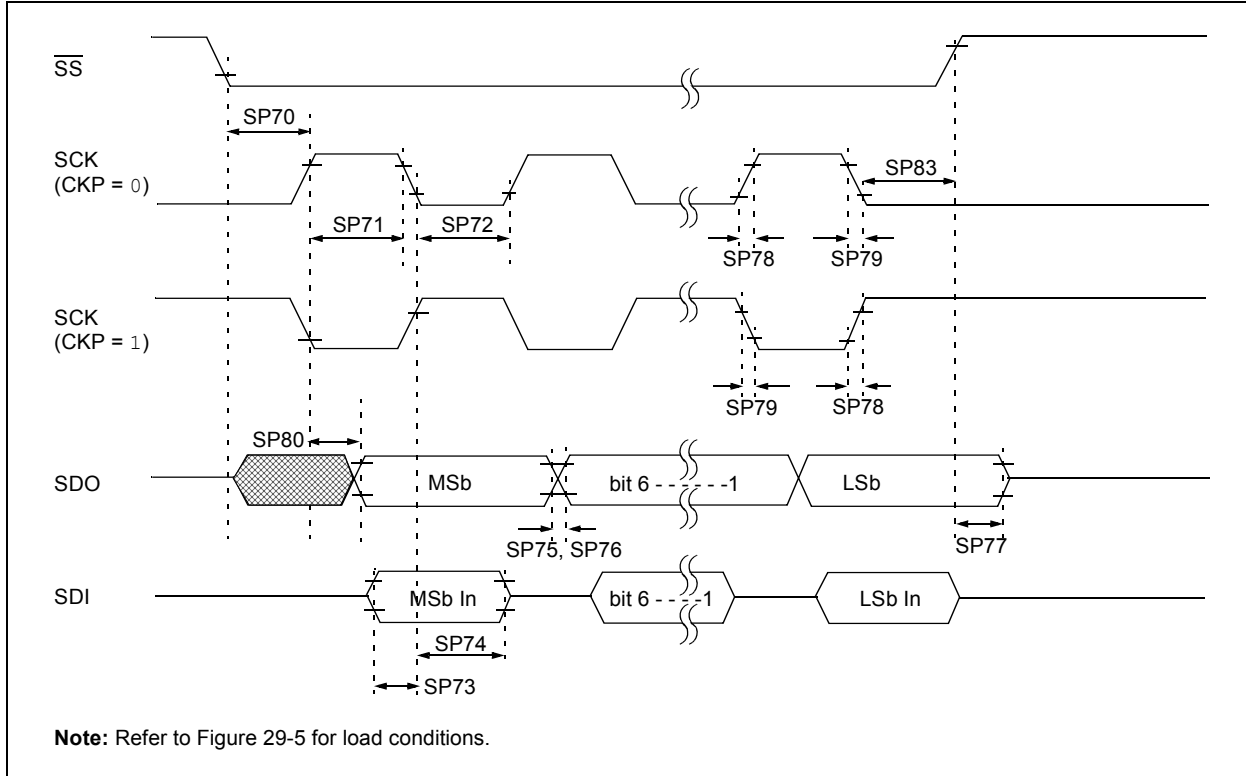 SS
SP70
SCK
(CKP = 0)
SP83
SP71
SP72
SP78
SP79
SCK
(CKP = 1)
SP79
SP78
SP80
SDO
MSb
bit 6 - - - - - -1
LSb
SP75, SP76
SP77
SDI
MSb In
bit 6 - - - -1
LSb In
SP74
SP73
Note: Refer to Figure 29-5 for load conditions.